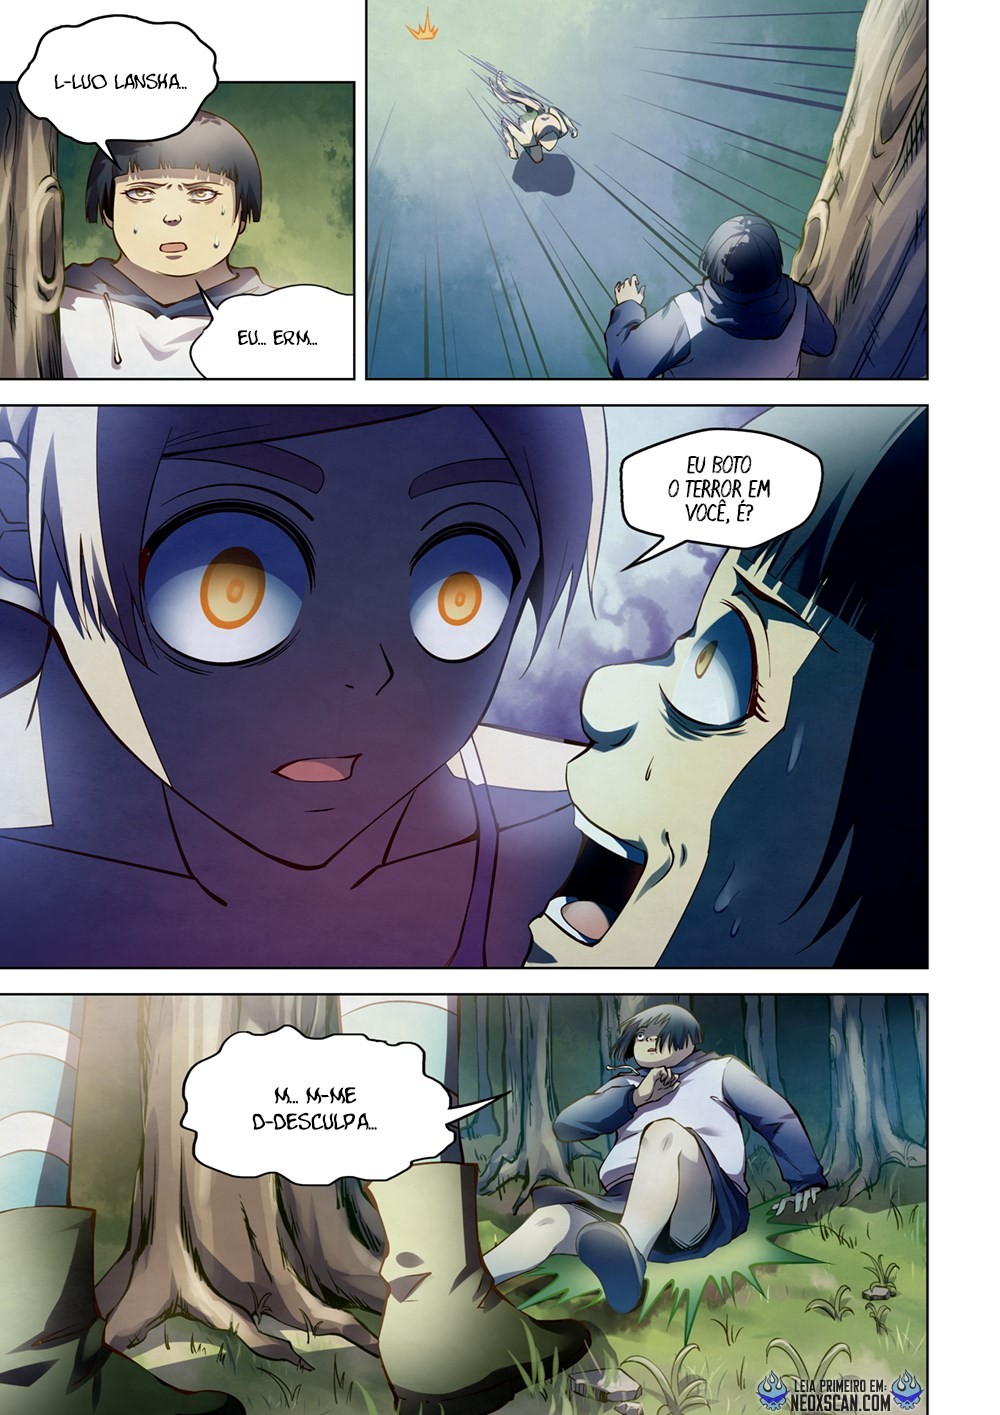 L-LUO LANSHA...
EU... ERM...
EU BOTO
O TERROR EM
VOCÊ, É?
M... M-ME
D-DESCULPA...
LEIA PRIMEIRO EM:
NEOXSCAN.COM